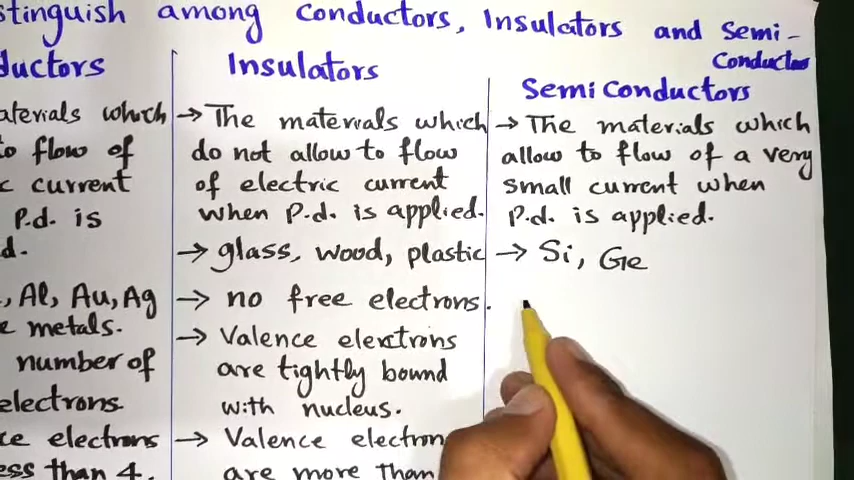 stinguish among Conductors, Insulators and Semi-
Conductos
ductors
aterials which
o flow of
c current
P.d. is
d.
, Al, Au, Ag
e metals.
number of
electrons.
ce electrons
ess than 4.
Insulators
→ The materials which
do not allow to flow
of electric current
when P.d. is applied.
→ glass, wood, plastic
→ no free electrons.
→ Valence elextrons
are tightly bound
with nucleus.
→ Valence electron
are more than
Semi Conductors
→ The materials which
allow to flow of a very
small current when
P.d. is applied.
→ Si, Ge